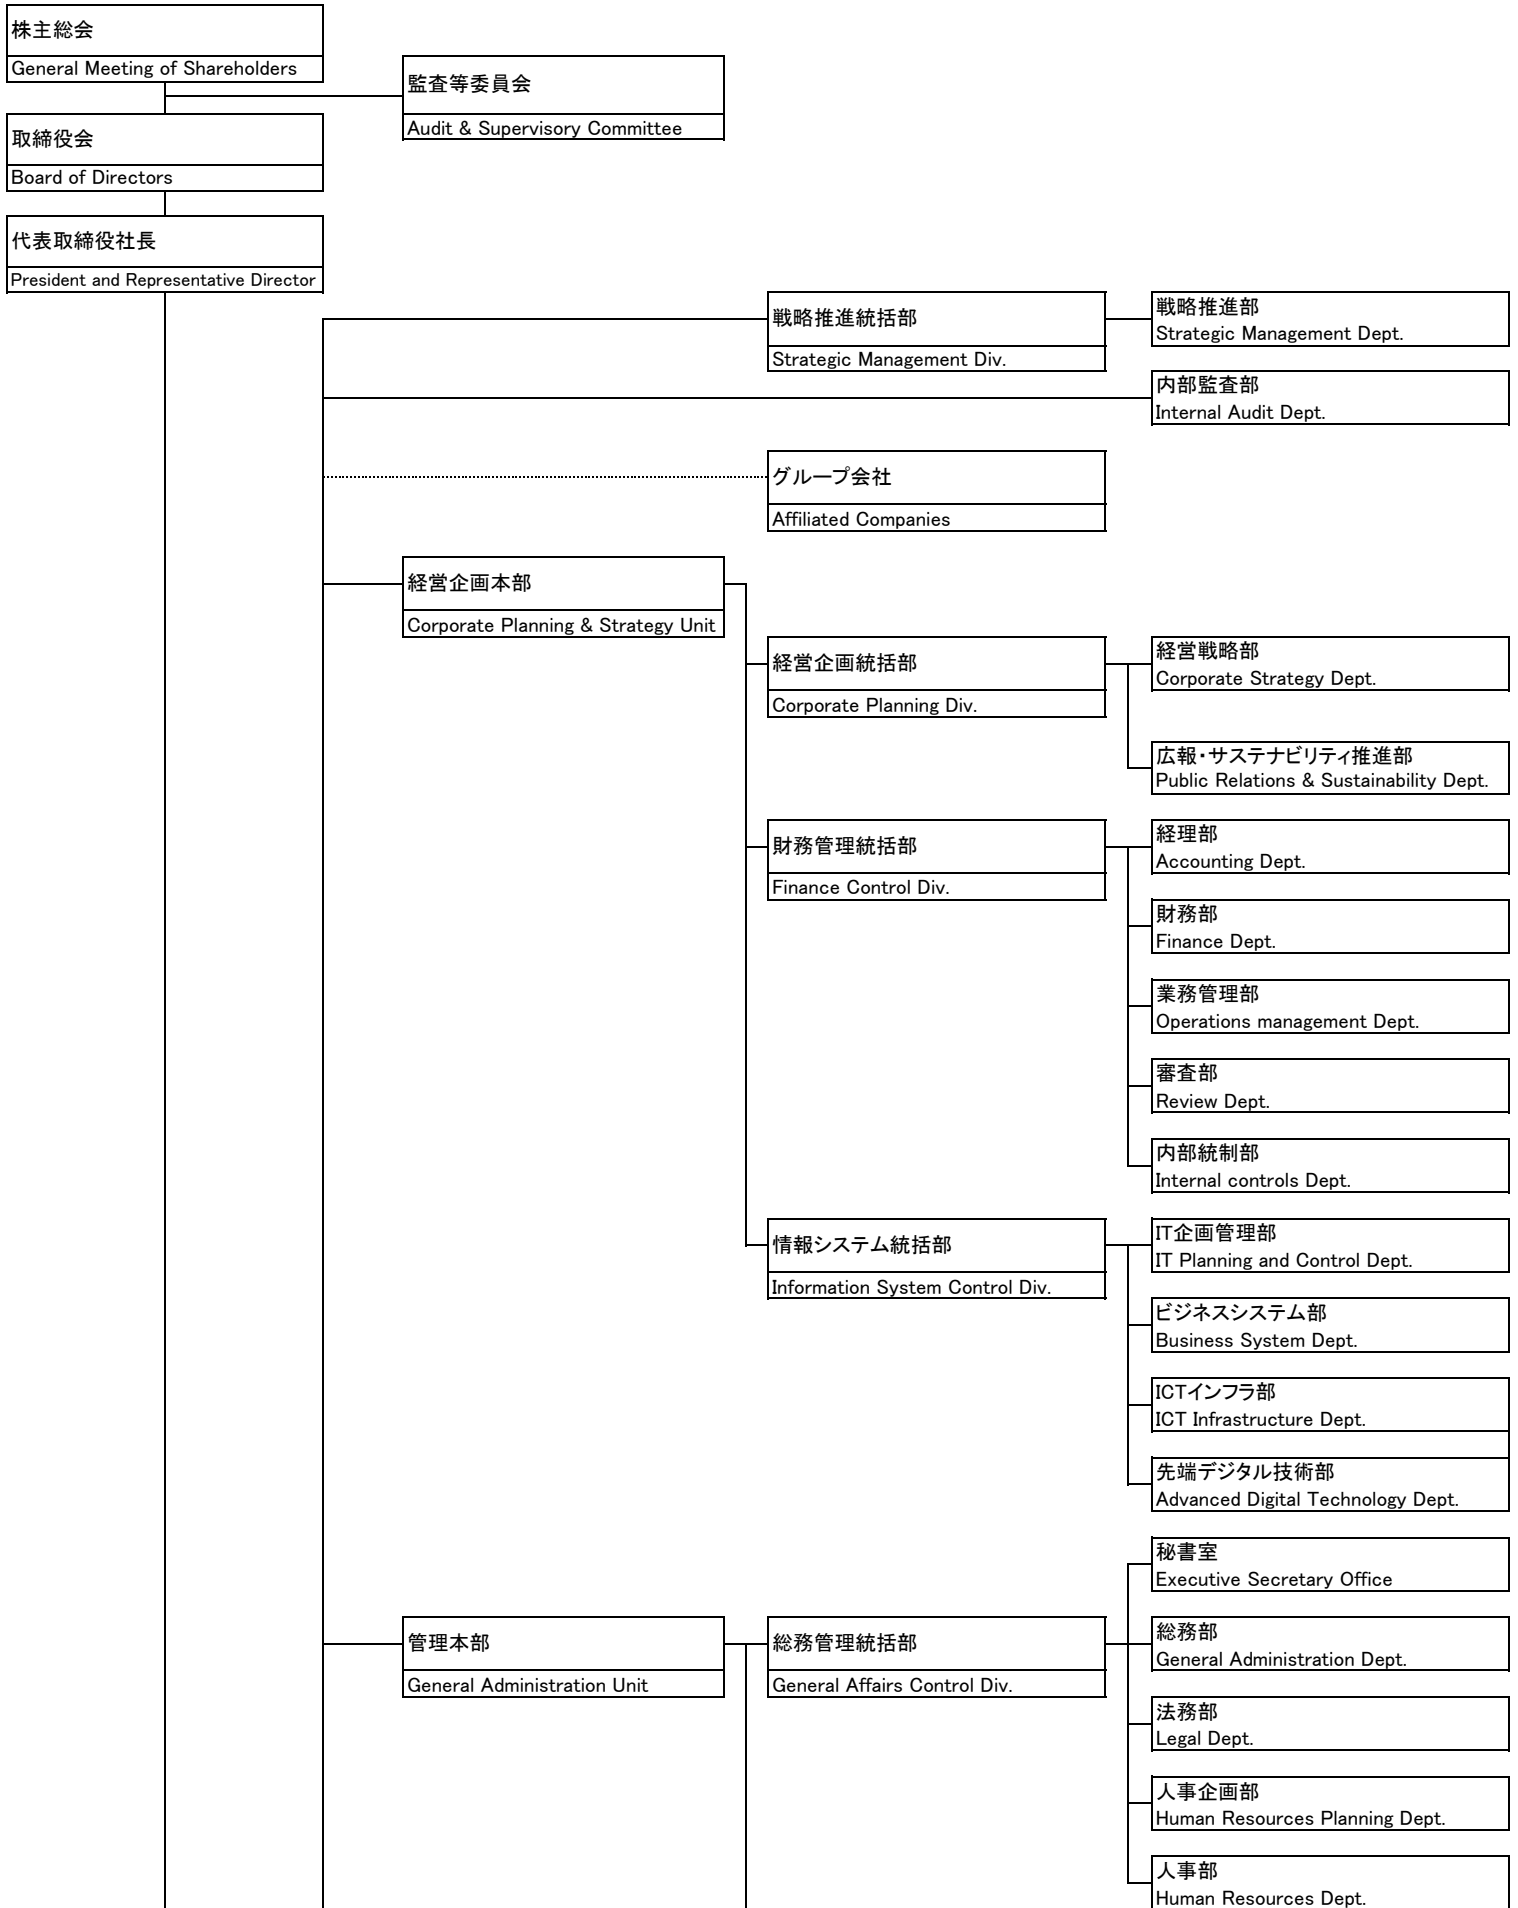 株主総会
General Meeting of Shareholders
監査等委員会
Audit & Supervisory Committee
取締役会
Board of Directors
代表取締役社長
President and Representative Director
戦略推進統括部
Strategic Management Div.
戦略推進部
Strategic Management Dept.
内部監査部
Internal Audit Dept.
グループ会社
Affiliated Companies
経営企画本部
Corporate Planning & Strategy Unit
経営企画統括部
Corporate Planning Div.
経営戦略部
Corporate Strategy Dept.
広報・サステナビリティ推進部
Public Relations & Sustainability Dept.
財務管理統括部
Finance Control Div.
経理部
Accounting Dept.
財務部
Finance Dept.
業務管理部
Operations management Dept.
審査部
Review Dept.
内部統制部
Internal controls Dept.
情報システム統括部
Information System Control Div.
IT企画管理部
IT Planning and Control Dept.
ビジネスシステム部
Business System Dept.
ICTインフラ部
ICT Infrastructure Dept.
先端デジタル技術部
Advanced Digital Technology Dept.
秘書室
Executive Secretary Office
管理本部
General Administration Unit
総務管理統括部
General Affairs Control Div.
総務部
General Administration Dept.
法務部
Legal Dept.
人事企画部
Human Resources Planning Dept.
人事部
Human Resources Dept.